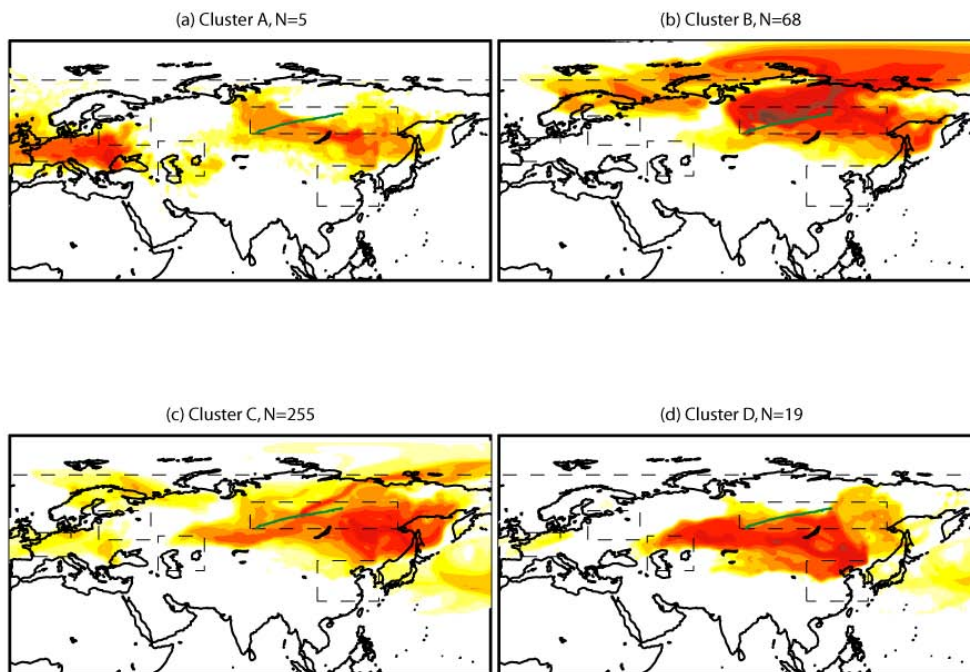 (a) Cluster A, N=5
(b) Cluster B, N=68
(c) Cluster C, N=255
(d) Cluster D, N=19